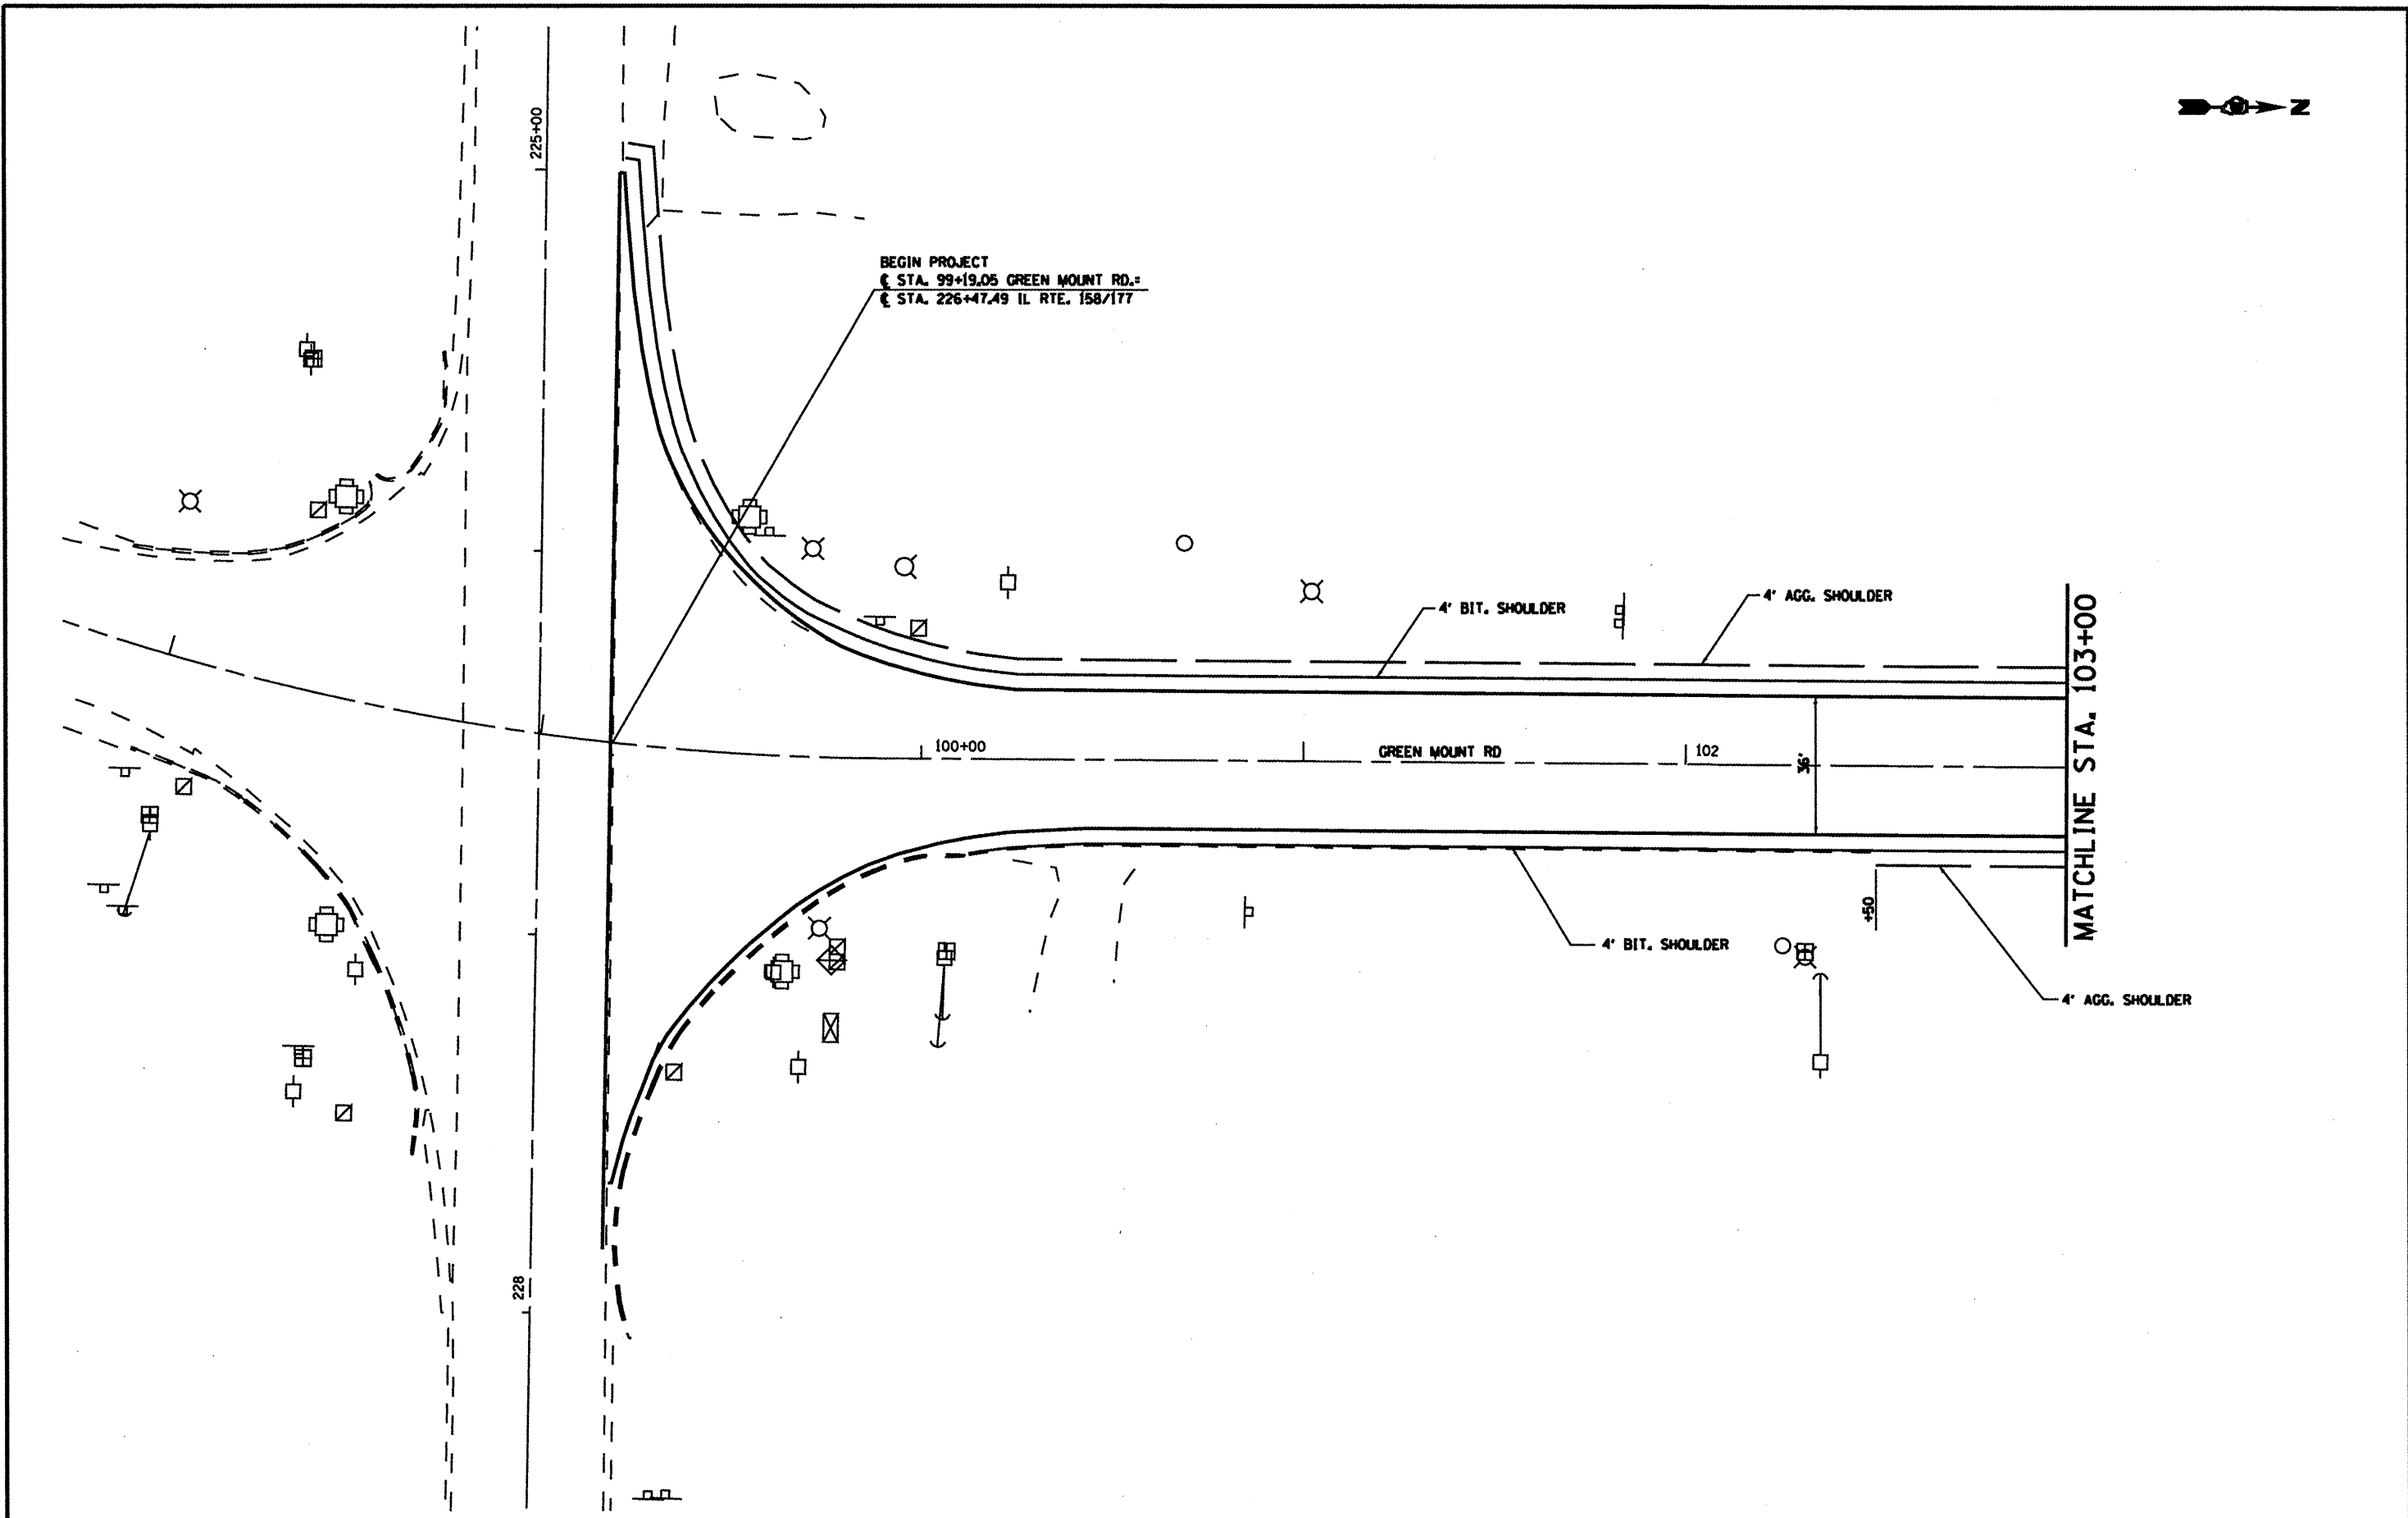 225+00
N
BEGIN PROJECT
℄ STA. 99+19.05 GREEN MOUNT RD.=
℄ STA. 226+47.49 IL RTE. 158/177
4' BIT. SHOULDER
4' AGG. SHOULDER
MATCHLINE STA. 103+00
100+00
GREEN MOUNT RD
102
36'
+50
4' BIT. SHOULDER
4' AGG. SHOULDER
228